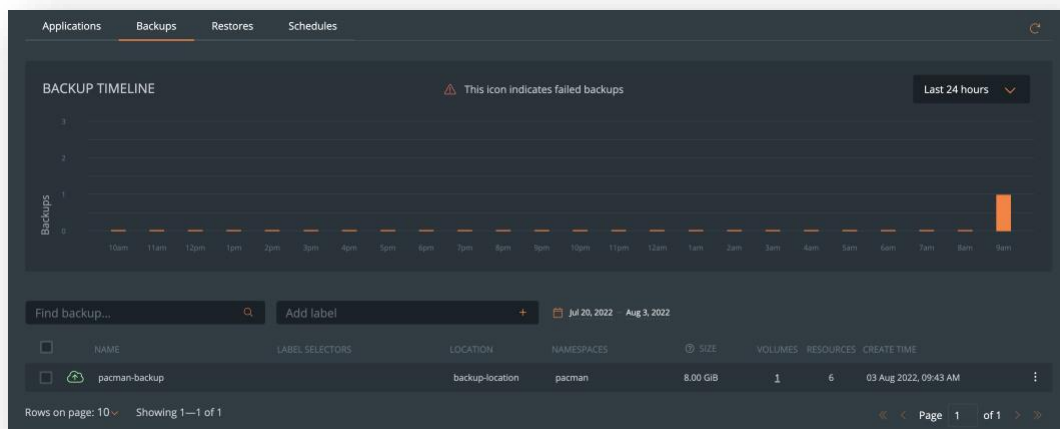 Applications Backups Restores Schedules
BACKUP TIMELINE This icon indicates failed backups Last 24 hours
3
2
1
0
Backups
10am 11am 12pm 1pm 2pm 3pm 4pm 5pm 6pm 7pm 8pm 9pm 10pm 11pm 12am 1am 2am 3am 4am 5am 6am 7am 8am 9am
Find backup... Add label + Jul 20, 2022 - Aug 3, 2022
NAME LABEL SELECTORS LOCATION NAMESPACES SIZE VOLUMES RESOURCES CREATE TIME
pacman-backup backup-location pacman 8.00 GiB 1 6 03 Aug 2022, 09:43 AM
Rows on page: 10 Showing 1—1 of 1 Page 1 of 1